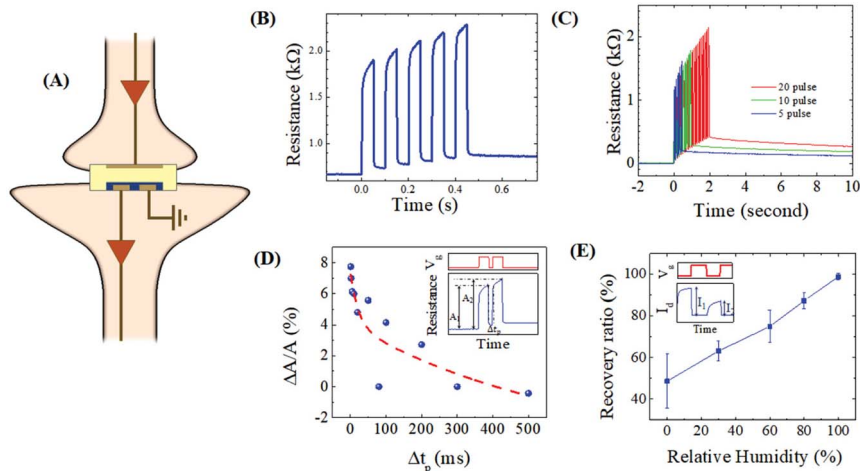 (A)
(B)
Resistance (kΩ)
2.5
2.0
1.5
1.0
0.0
0.3
0.6
Time (s)
(C)
Resistance (kΩ)
2
1
0
20 pulse
10 pulse
5 pulse
-2
0
2
4
6
8
10
Time (second)
(D)
ΔA/A (%)
8
6
4
2
0
-2
0
100
200
300
400
500
Δtp (ms)
Vg
Resistance
A1
A2
Δtp
Time
(E)
Recovery ratio (%)
100
80
60
40
0
20
40
60
80
100
Relative Humidity (%)
Vg
Id
I1
Time